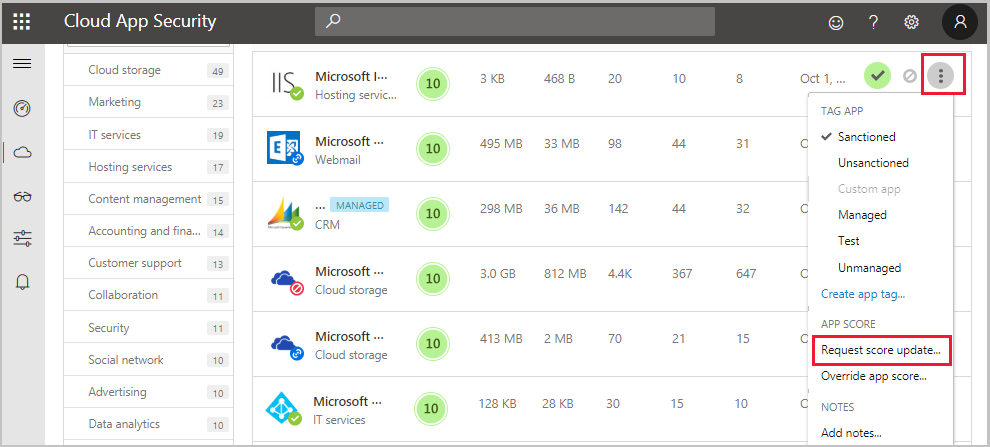 Cloud App Security
?
Cloud storage 49
Marketing 23
IT services 19
Hosting services 17
Content management 15
Accounting and fina... 14
Customer support 13
Collaboration 11
Security 11
Social network 10
Advertising 10
Data analytics 10
IIS Microsoft I... 10 3 KB 468 B 20 10 8 Oct 1, ...
Hosting servic...
Microsoft ... 10 495 MB 33 MB 98 44 31 O
Webmail
... MANAGED 10 298 MB 36 MB 142 44 32 O
CRM
Microsoft ... 10 3.0 GB 812 MB 4.4K 367 647 O
Cloud storage
Microsoft ... 10 413 MB 2 MB 70 21 15 O
Cloud storage
Microsoft ... 10 128 KB 28 KB 30 15 10 O
IT services
TAG APP
Sanctioned
Unsanctioned
Custom app
Managed
Test
Unmanaged
Create app tag...
APP SCORE
Request score update...
Override app score...
NOTES
Add notes...